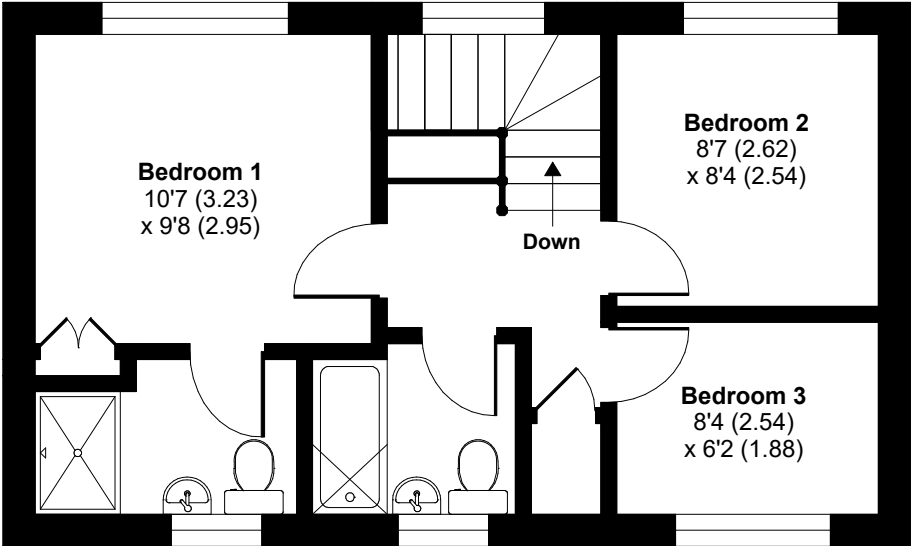 Bedroom 1
10'7 (3.23)
x 9'8 (2.95)
Bedroom 2
8'7 (2.62)
x 8'4 (2.54)
Down
Bedroom 3
8'4 (2.54)
x 6'2 (1.88)